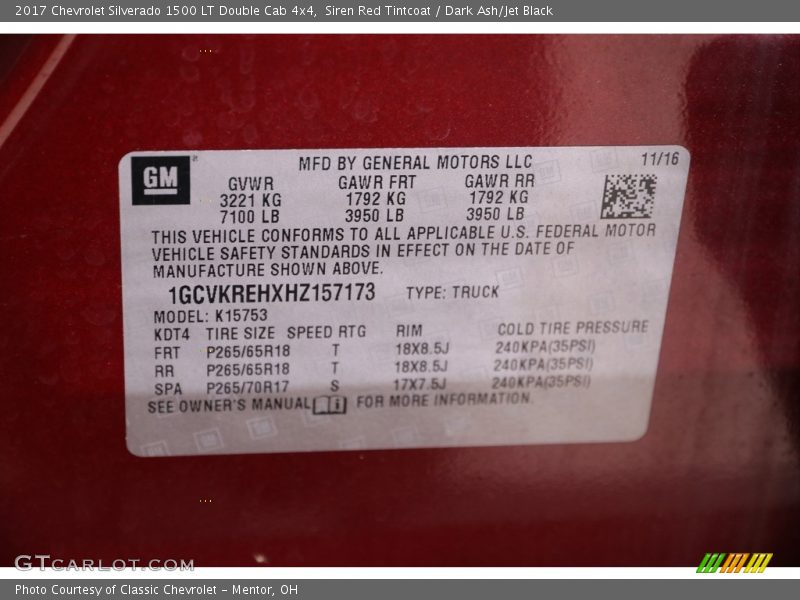 2017 Chevrolet Silverado 1500 LT Double Cab 4x4,  Siren Red Tintcoat / Dark Ash/Jet Black
GM
MFD BY GENERAL MOTORS LLC 11/16
GVWR GAWR FRT GAWR RR
3221 KG 1792 KG 1792 KG
7100 LB 3950 LB 3950 LB
THIS VEHICLE CONFORMS TO ALL APPLICABLE U.S. FEDERAL MOTOR
VEHICLE SAFETY STANDARDS IN EFFECT ON THE DATE OF
MANUFACTURE SHOWN ABOVE.
1GCVKREHXHZ157173 TYPE: TRUCK
MODEL: K15753
KDT4 TIRE SIZE SPEED RTG RIM COLD TIRE PRESSURE
FRT P265/65R18 T 18X8.5J 240KPA(35PSI)
RR P265/65R18 T 18X8.5J 240KPA(35PSI)
SPA P265/70R17 S 17X7.5J 240KPA(35PSI)
SEE OWNER'S MANUAL FOR MORE INFORMATION.
GTCARLOT.COM
Photo Courtesy of Classic Chevrolet - Mentor, OH